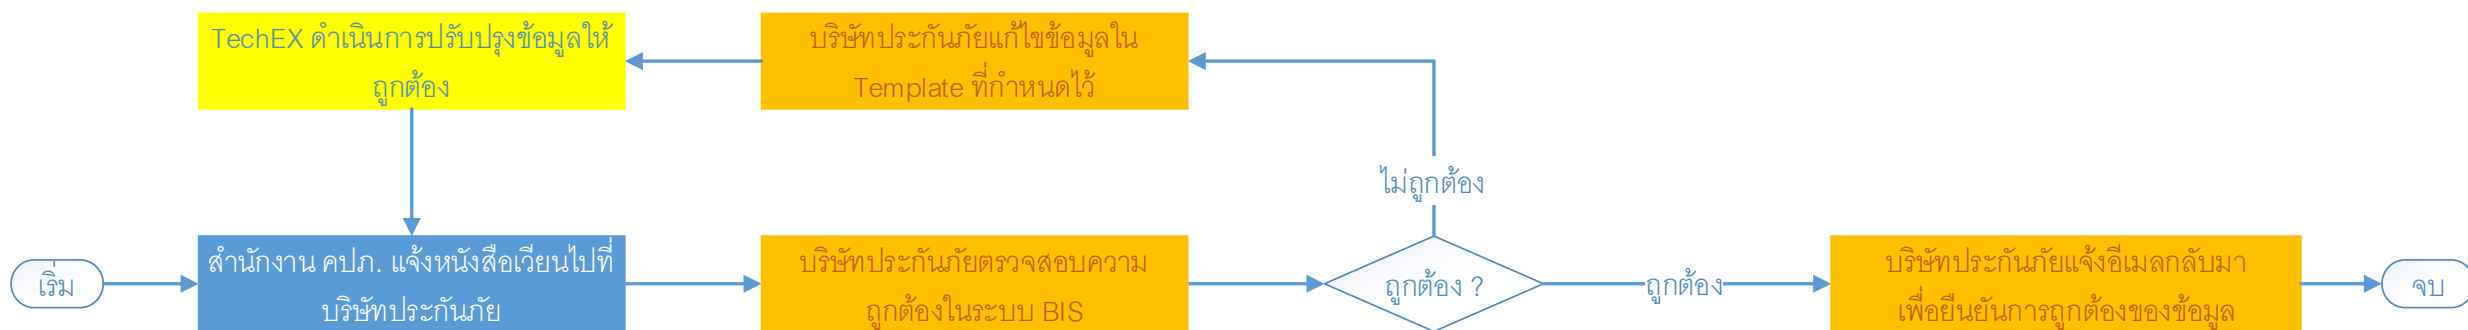 TechEX ดำเนินการปรับปรุงข้อมูลให้
ถูกต้อง
บริษัทประกันภัยแก้ไขข้อมูลใน
Template ที่กำหนดไว้
ไม่ถูกต้อง
เริ่ม
สำนักงาน คปภ. แจ้งหนังสือเวียนไปที่
บริษัทประกันภัย
บริษัทประกันภัยตรวจสอบความ
ถูกต้องในระบบ BIS
ถูกต้อง ?
ถูกต้อง
บริษัทประกันภัยแจ้งอีเมลกลับมา
เพื่อยืนยันการถูกต้องของข้อมูล
จบ